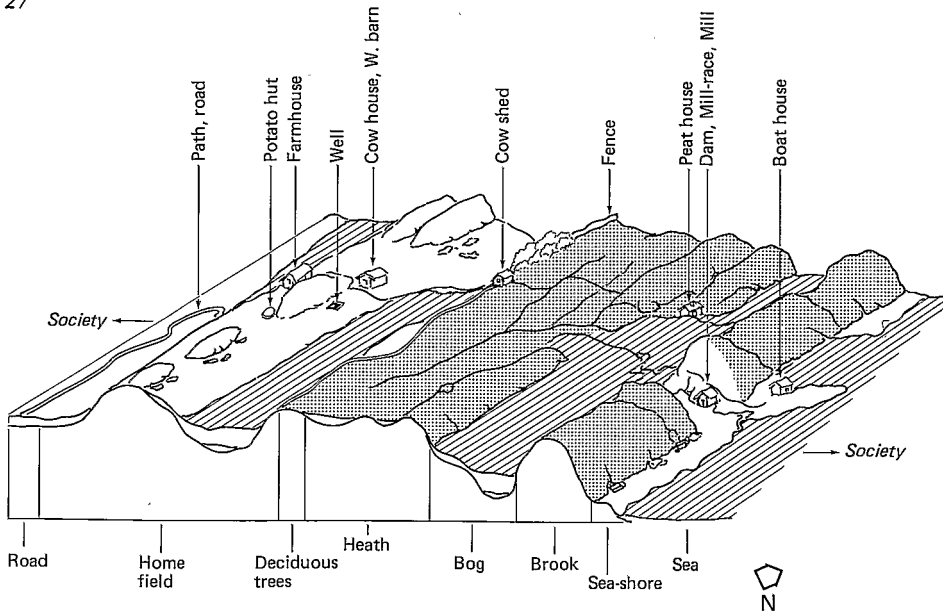 27
Path, road
Potato hut
Farmhouse
Well
Cow house, W. barn
Cow shed
Fence
Peat house
Dam, Mill-race, Mill
Boat house
Society
Society
Road
Home
field
Deciduous
trees
Heath
Bog
Brook
Sea-shore
Sea
N